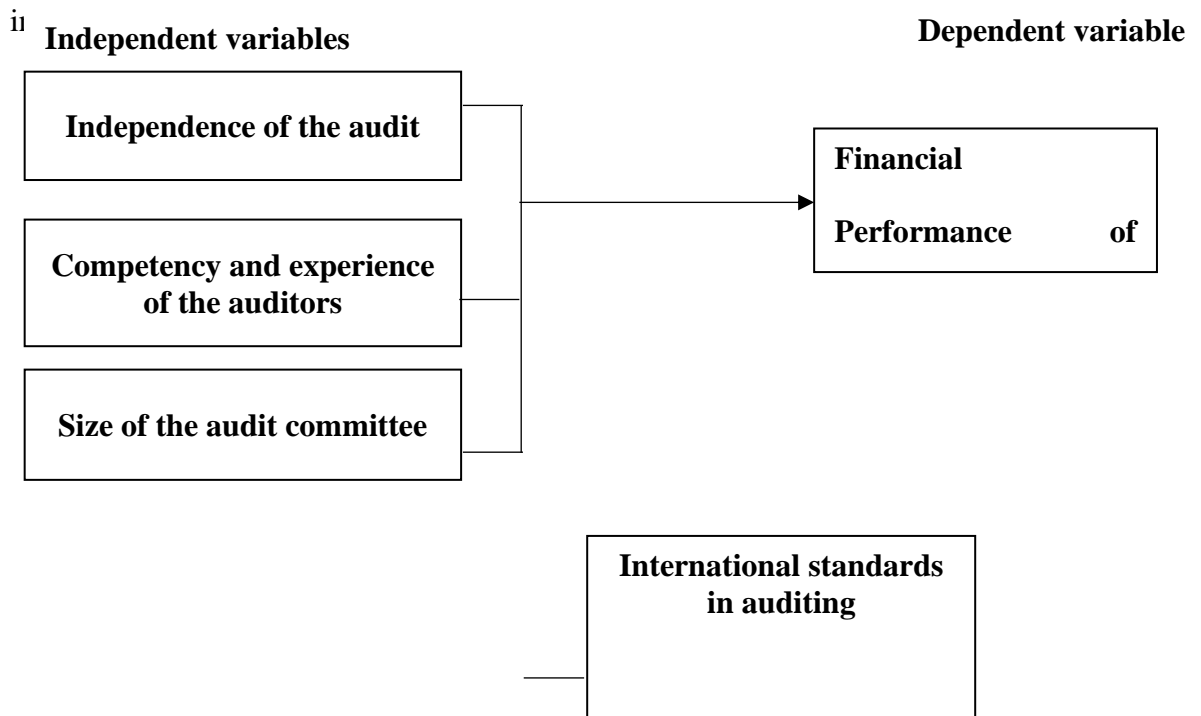 Independent variables
Dependent variable
Independence of the audit
Financial
Performance of
Competency and experience
of the auditors
Size of the audit committee
International standards
in auditing